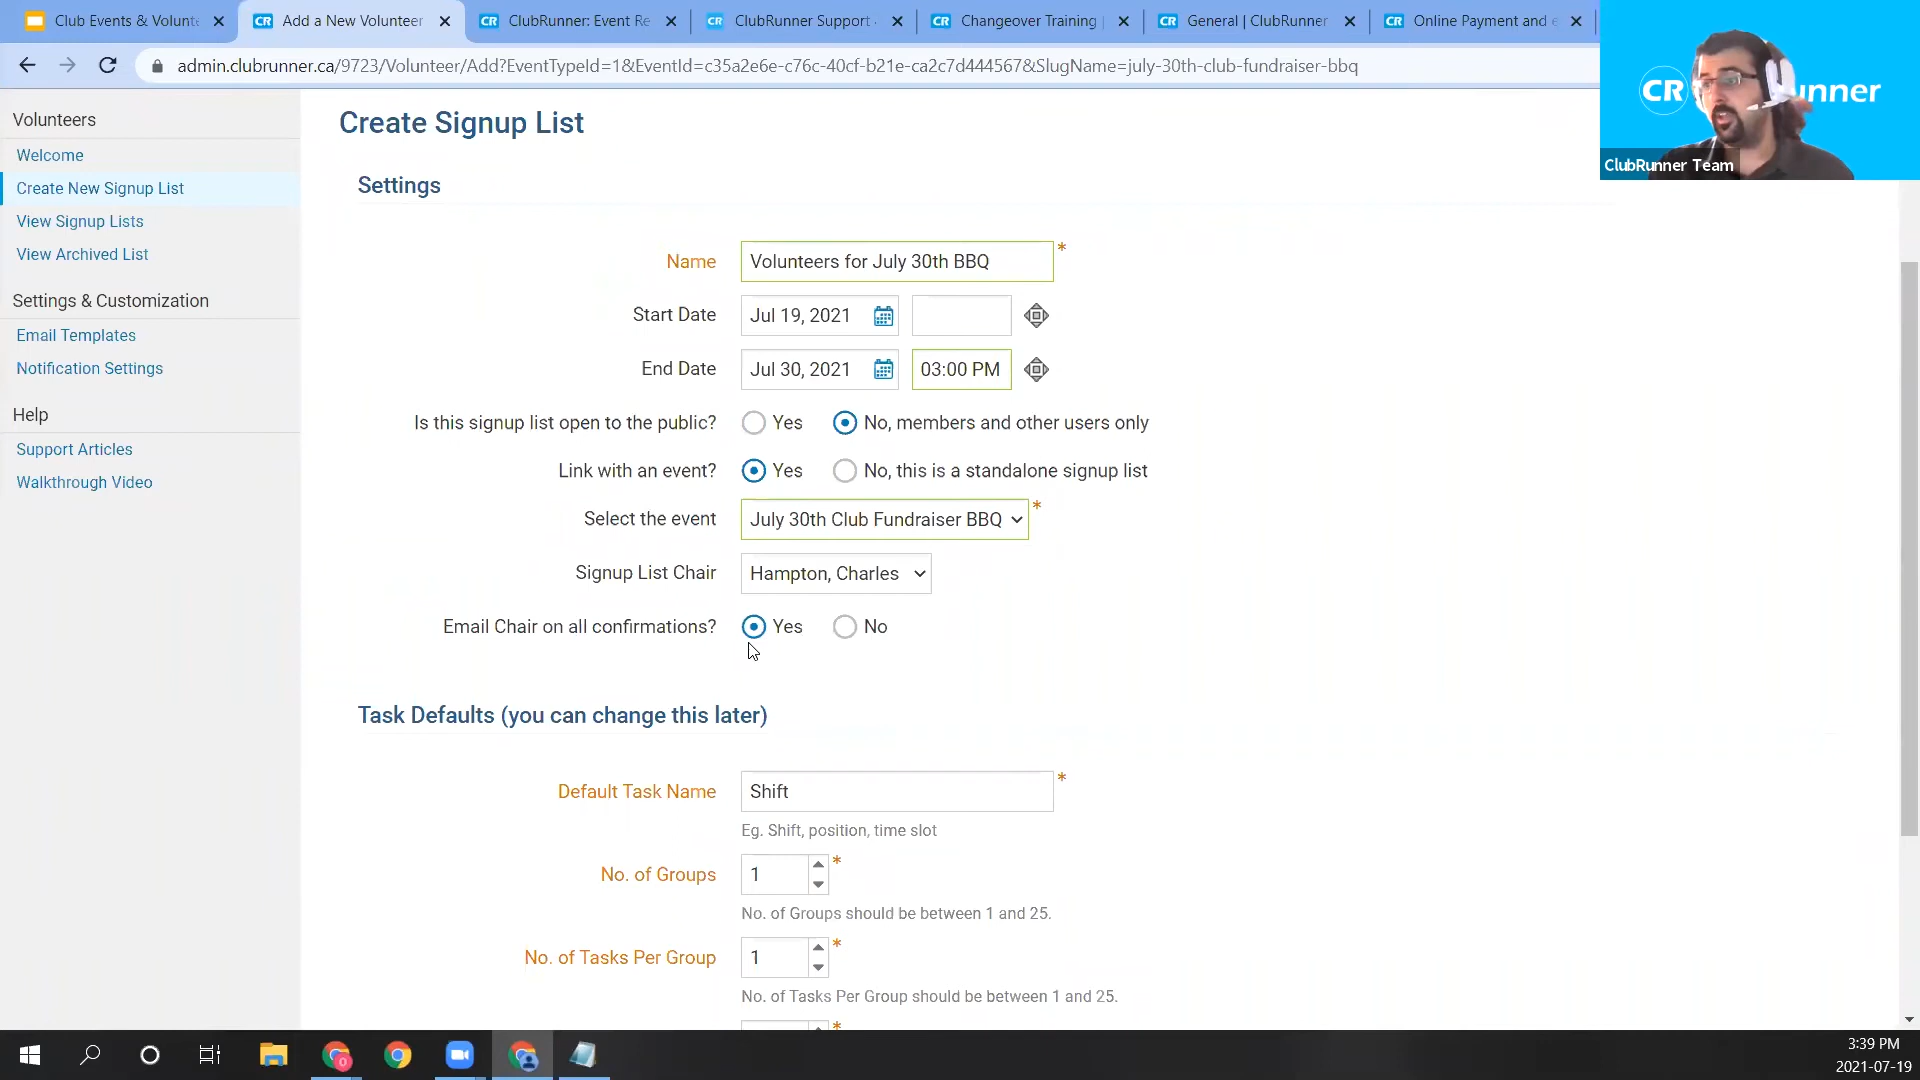 Club Events & Volunt
Add a New Volunteer
ClubRunner: Event Re
ClubRunner Support
Changeover Training
General | ClubRunner
Online Payment and e
admin.clubrunner.ca/9723/Volunteer/Add?EventTypeId=1&EventId=c35a2e6e-c76c-40cf-b21e-ca2c7d444567&SlugName=july-30th-club-fundraiser-bbq
CR unner
ClubRunner Team
Volunteers
Welcome
Create New Signup List
View Signup Lists
View Archived List
Settings & Customization
Email Templates
Notification Settings
Help
Support Articles
Walkthrough Video
Create Signup List
Settings
Name Volunteers for July 30th BBQ *
Start Date Jul 19, 2021
End Date Jul 30, 2021 03:00 PM
Is this signup list open to the public? Yes No, members and other users only
Link with an event? Yes No, this is a standalone signup list
Select the event July 30th Club Fundraiser BBQ *
Signup List Chair Hampton, Charles
Email Chair on all confirmations? Yes No
Task Defaults (you can change this later)
Default Task Name Shift *
Eg. Shift, position, time slot
No. of Groups 1 *
No. of Groups should be between 1 and 25.
No. of Tasks Per Group 1 *
No. of Tasks Per Group should be between 1 and 25.
*
3:39 PM
2021-07-19